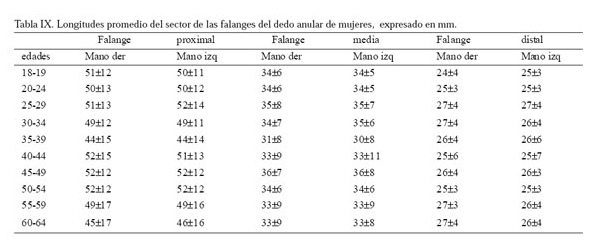 Tabla IX. Longitudes promedio del sector de las falanges del dedo anular de mujeres, expresado en mm.
Falange proximal Falange media Falange distal
edades Mano der Mano izq Mano der Mano izq Mano der Mano izq
18-19 51±12 50±11 34±6 34±5 24±4 25±3
20-24 50±13 50±12 34±6 34±5 25±3 25±3
25-29 51±13 52±14 35±8 35±7 27±4 27±4
30-34 49±12 49±11 34±7 35±6 27±4 26±4
35-39 44±15 44±14 31±8 30±8 26±4 26±6
40-44 52±15 51±13 33±9 33±11 25±6 25±7
45-49 52±12 52±12 36±7 36±8 26±4 26±3
50-54 52±12 52±12 34±6 34±6 25±3 25±3
55-59 49±17 49±16 33±9 33±9 27±3 26±4
60-64 45±17 46±16 33±9 33±8 27±4 26±4